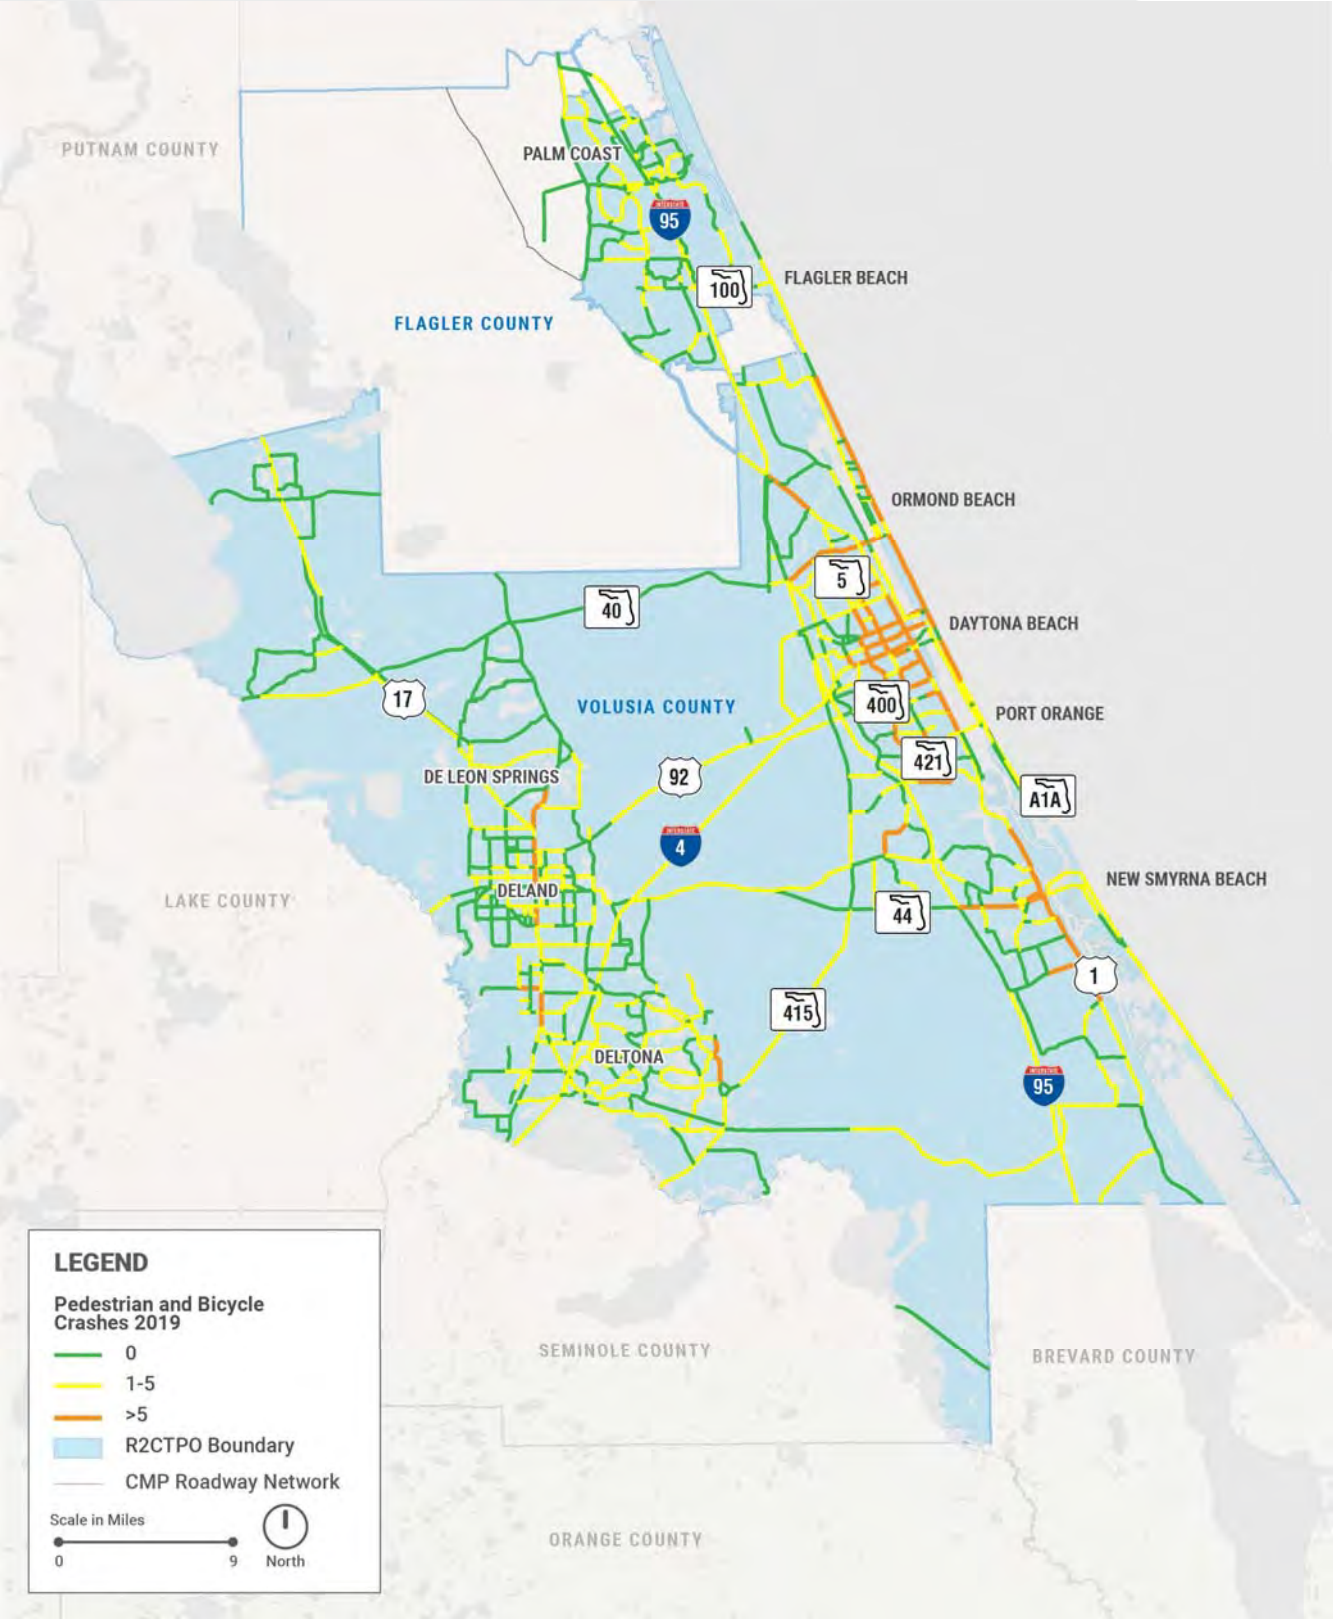 PUTNAM COUNTY
PALM COAST
INTERSTATE
95
100
FLAGLER BEACH
FLAGLER COUNTY
ORMOND BEACH
5
40
DAYTONA BEACH
17
VOLUSIA COUNTY
400
PORT ORANGE
DE LEON SPRINGS
92
421
A1A
INTERSTATE
4
DELAND
LAKE COUNTY
NEW SMYRNA BEACH
44
1
415
DELTONA
INTERSTATE
95
LEGEND
Pedestrian and Bicycle
Crashes 2019
0
1-5
>5
R2CTPO Boundary
CMP Roadway Network
Scale in Miles
0 9
North
SEMINOLE COUNTY
BREVARD COUNTY
ORANGE COUNTY